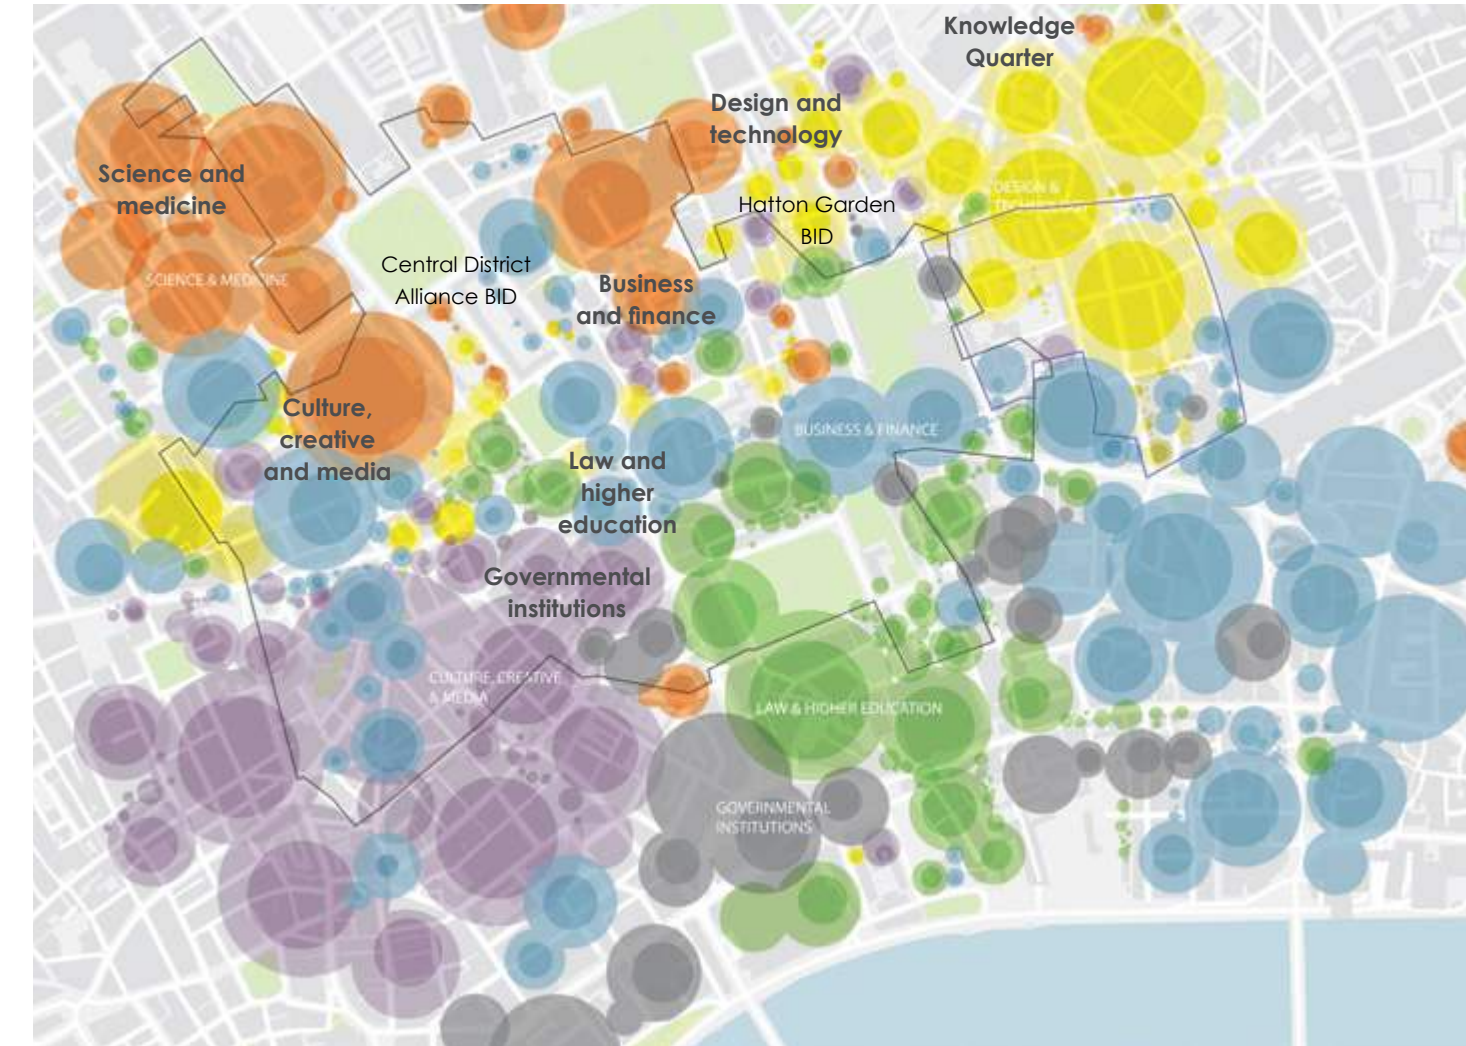 Knowledge
Quarter
Design and
technology
Science and
medicine
DESIGN &
TECHNOLOGY
Hatton Garden
BID
Central District
Alliance BID
SCIENCE & MEDICINE
Business
and finance
Culture,
creative
and media
BUSINESS & FINANCE
Law and
higher
education
Governmental
institutions
CULTURE, CREATIVE
& MEDIA
LAW & HIGHER EDUCATION
GOVERNMENTAL
INSTITUTIONS